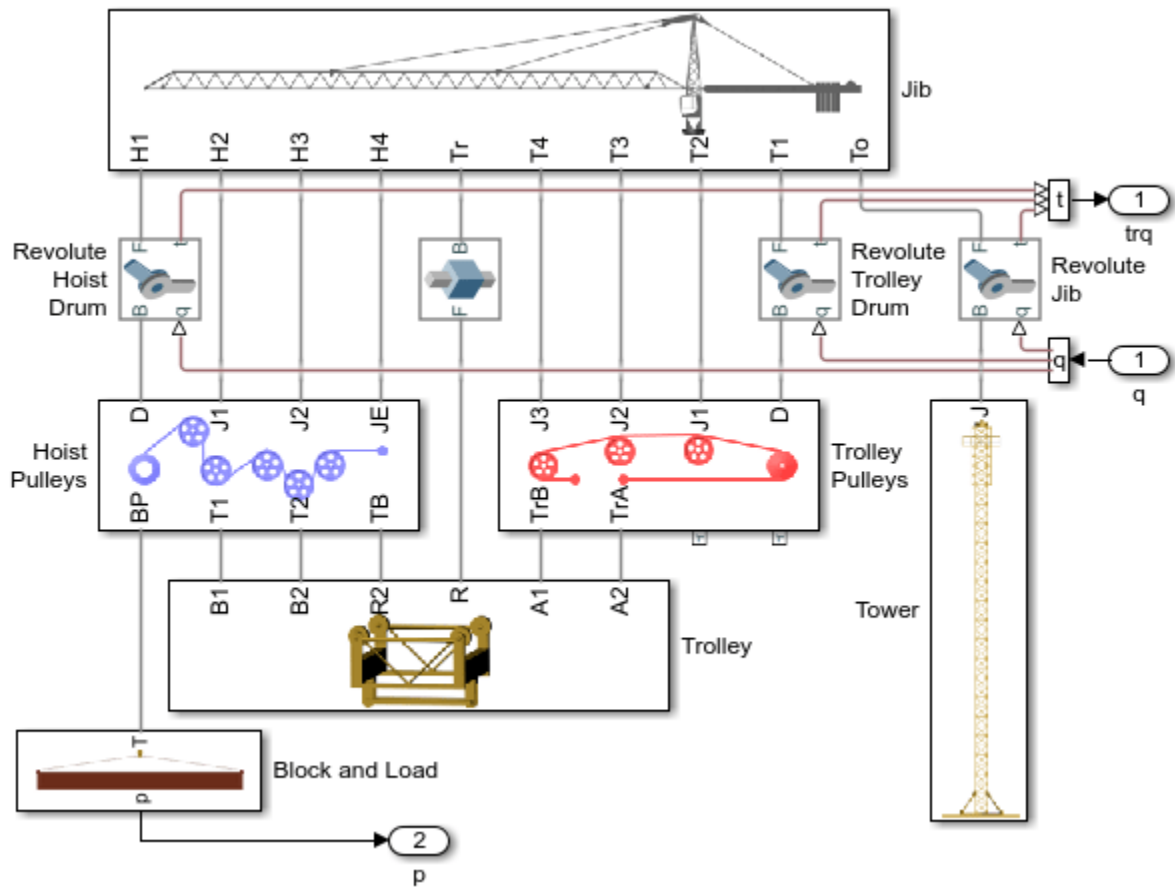 Jib
H1 H2 H3 H4 Tr T4 T3 T2 T1 To
t
1
trq
F t
B q
Revolute
Hoist
Drum
B
F
F t
B q
Revolute
Trolley
Drum
F t
B q
Revolute
Jib
q
1
q
Hoist
Pulleys
D J1 J2 JE
BP T1 T2 TB
J3 J2 J1 D
TrB TrA
Trolley
Pulleys
J
Tower
B1 B2 R2 R A1 A2
Trolley
T
p
Block and Load
2
p